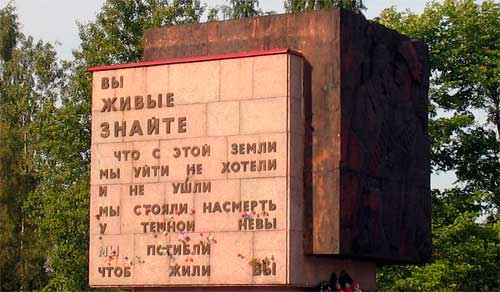 ВЫ
ЖИВЫЕ
ЗНАЙТЕ
ЧТО С ЭТОЙ ЗЕМЛИ
МЫ УЙТИ НЕ ХОТЕЛИ
И НЕ УШЛИ
МЫ СТОЯЛИ НАСМЕРТЬ
У ТЕМНОЙ НЕВЫ
МЫ ПОГИБЛИ
ЧТОБ ЖИЛИ ВЫ